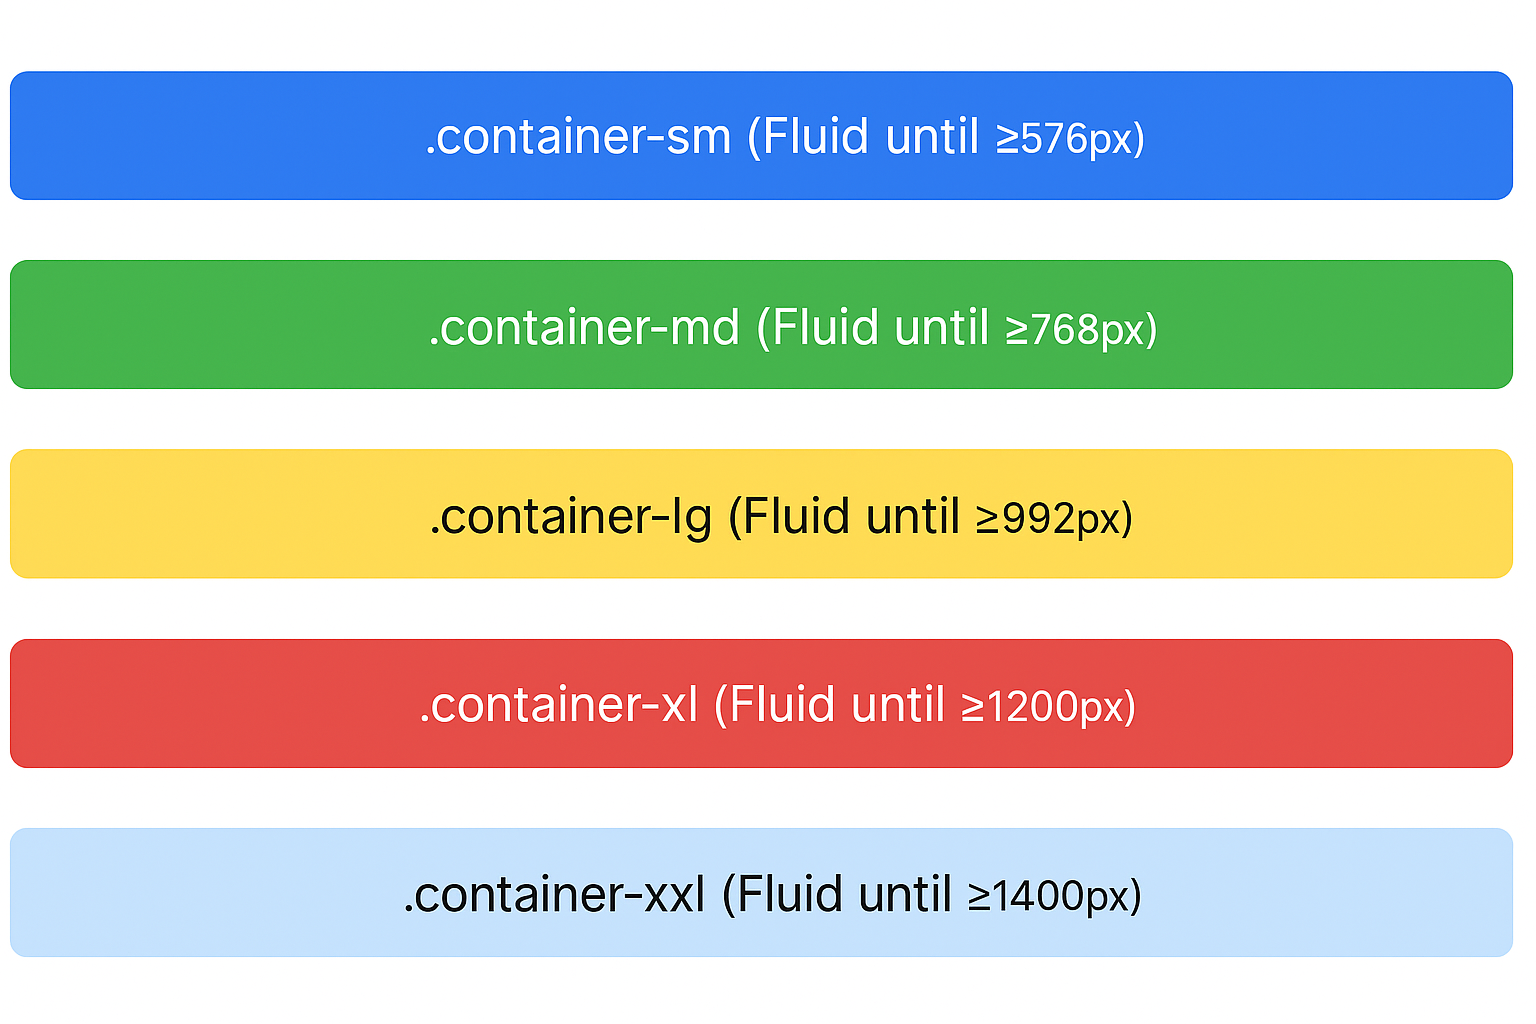 .container-sm (Fluid until ≥576px)
.container-md (Fluid until ≥768px)
.container-lg (Fluid until ≥992px)
.container-xl (Fluid until ≥1200px)
.container-xxl (Fluid until ≥1400px)